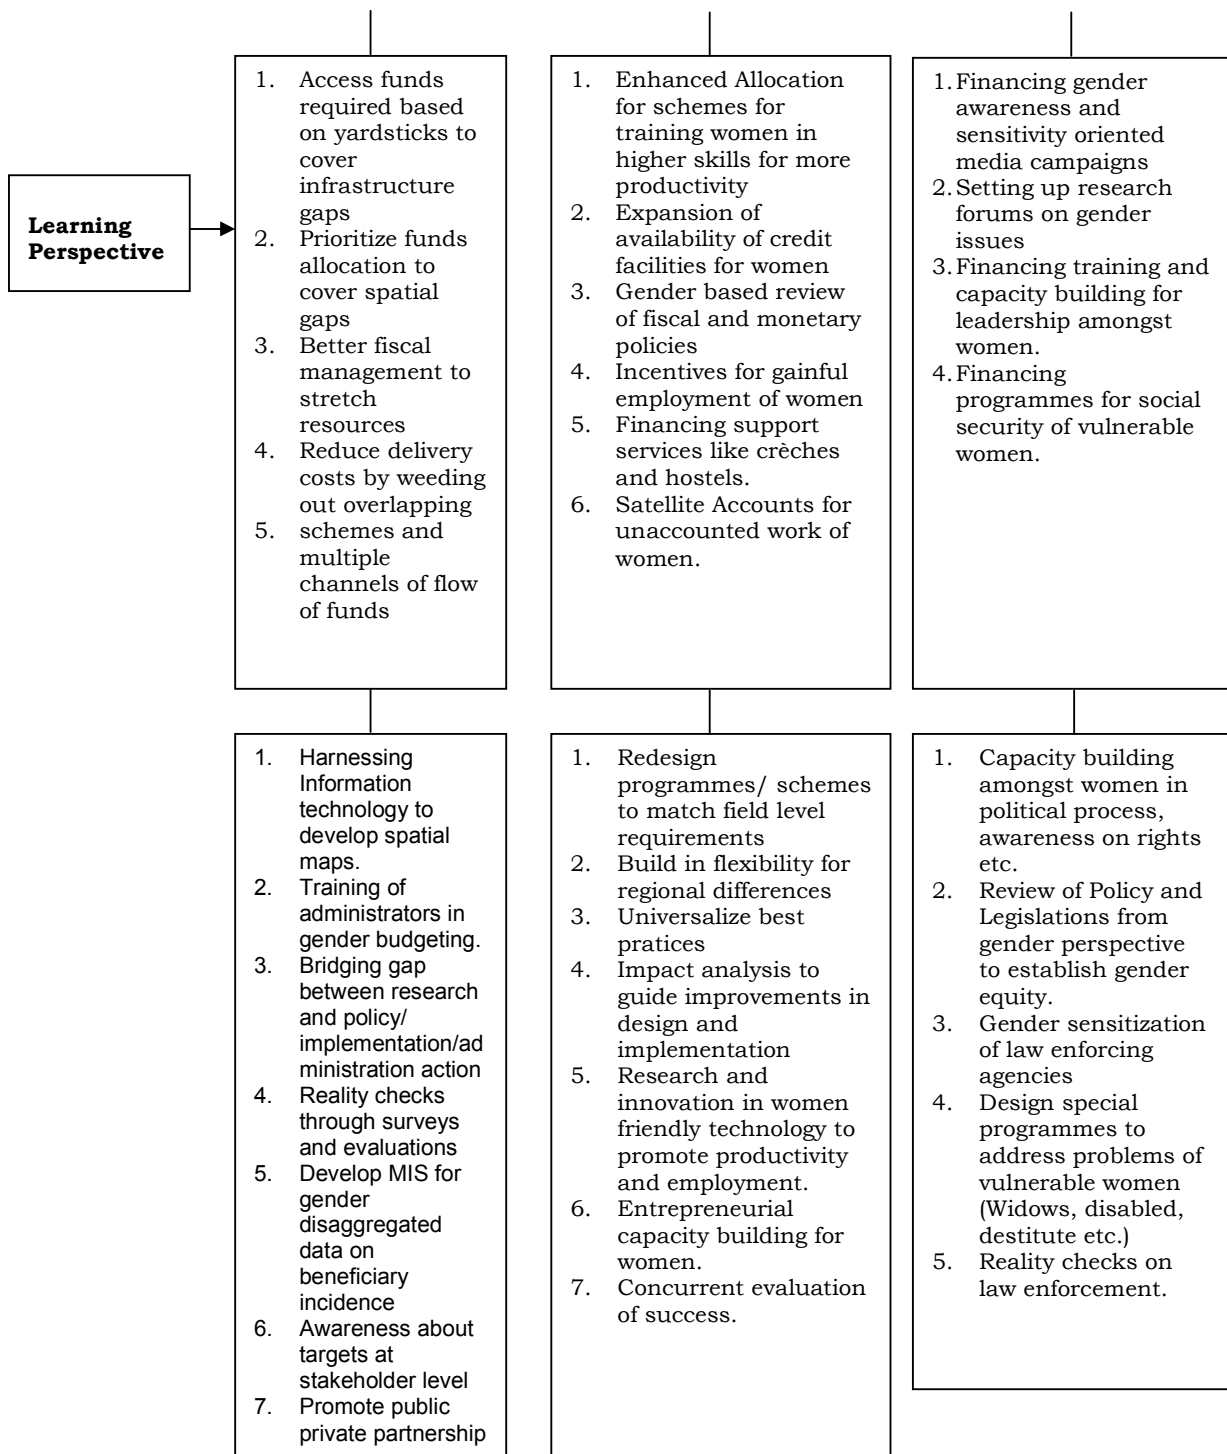 Learning
Perspective
1. Access funds
required based
on yardsticks to
cover
infrastructure
gaps
2. Prioritize funds
allocation to
cover spatial
gaps
3. Better fiscal
management to
stretch
resources
4. Reduce delivery
costs by weeding
out overlapping
5. schemes and
multiple
channels of flow
of funds
1. Enhanced Allocation
for schemes for
training women in
higher skills for more
productivity
2. Expansion of
availability of credit
facilities for women
3. Gender based review
of fiscal and monetary
policies
4. Incentives for gainful
employment of women
5. Financing support
services like crèches
and hostels.
6. Satellite Accounts for
unaccounted work of
women.
1. Financing gender
awareness and
sensitivity oriented
media campaigns
2. Setting up research
forums on gender
issues
3. Financing training and
capacity building for
leadership amongst
women.
4. Financing
programmes for social
security of vulnerable
women.
1. Harnessing
Information
technology to
develop spatial
maps.
2. Training of
administrators in
gender budgeting.
3. Bridging gap
between research
and policy/
implementation/ad
ministration action
4. Reality checks
through surveys
and evaluations
5. Develop MIS for
gender
disaggregated
data on
beneficiary
incidence
6. Awareness about
targets at
stakeholder level
7. Promote public
private partnership
1. Redesign
programmes/ schemes
to match field level
requirements
2. Build in flexibility for
regional differences
3. Universalize best
pratices
4. Impact analysis to
guide improvements in
design and
implementation
5. Research and
innovation in women
friendly technology to
promote productivity
and employment.
6. Entrepreneurial
capacity building for
women.
7. Concurrent evaluation
of success.
1. Capacity building
amongst women in
political process,
awareness on rights
etc.
2. Review of Policy and
Legislations from
gender perspective
to establish gender
equity.
3. Gender sensitization
of law enforcing
agencies
4. Design special
programmes to
address problems of
vulnerable women
(Widows, disabled,
destitute etc.)
5. Reality checks on
law enforcement.